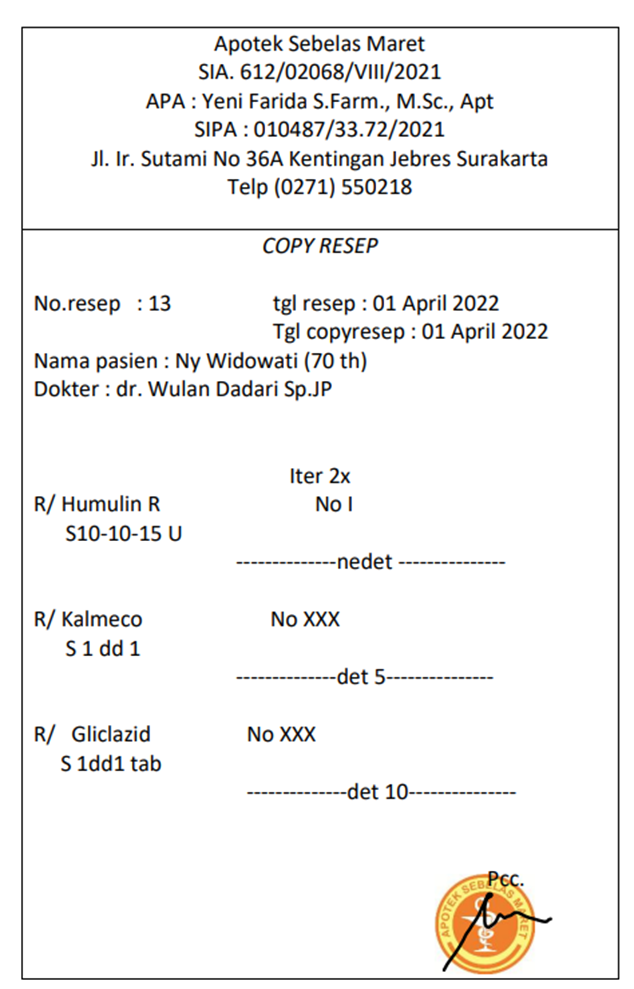 Apotek Sebelas Maret
SIA. 612/02068/VIII/2021
APA : Yeni Farida S.Farm., M.Sc., Apt
SIPA : 010487/33.72/2021
Jl. Ir. Sutami No 36A Kentingan Jebres Surakarta
Telp (0271) 550218
COPY RESEP
No.resep : 13 tgl resep : 01 April 2022
Tgl copyresep : 01 April 2022
Nama pasien : Ny Widowati (70 th)
Dokter : dr. Wulan Dadari Sp.JP
Iter 2x
R/ Humulin R No I
S10-10-15 U
--------------nedet ---------------
R/ Kalmeco No XXX
S 1 dd 1
--------------det 5---------------
R/ Gliclazid No XXX
S 1dd1 tab
--------------det 10---------------
Pcc.
APOTEK SEBELAS MARET